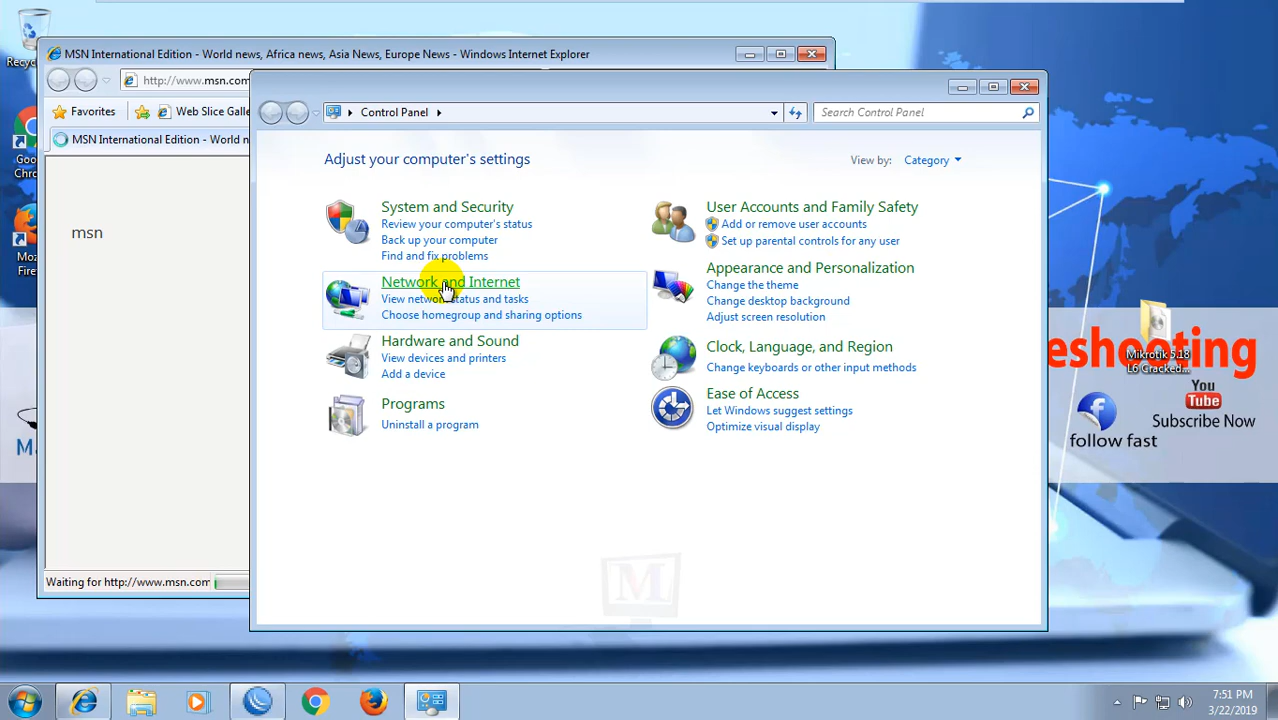 Recyc
MSN International Edition - World news, Africa news, Asia News, Europe News - Windows Internet Explorer
http://www.msn.com
Favorites
Web Slice Galle
MSN International Edition - World n
msn
Waiting for http://www.msn.com
Goo
Chro
Moz
Firef
Control Panel
Search Control Panel
Adjust your computer's settings
View by: Category
System and Security
Review your computer's status
Back up your computer
Find and fix problems
Network and Internet
View network status and tasks
Choose homegroup and sharing options
Hardware and Sound
View devices and printers
Add a device
Programs
Uninstall a program
User Accounts and Family Safety
Add or remove user accounts
Set up parental controls for any user
Appearance and Personalization
Change the theme
Change desktop background
Adjust screen resolution
Clock, Language, and Region
Change keyboards or other input methods
Ease of Access
Let Windows suggest settings
Optimize visual display
M
eshooting
Mikrotik 5.18
L6 Cracked...
You
Tube
Subscribe Now
f
follow fast
7:51 PM
3/22/2019